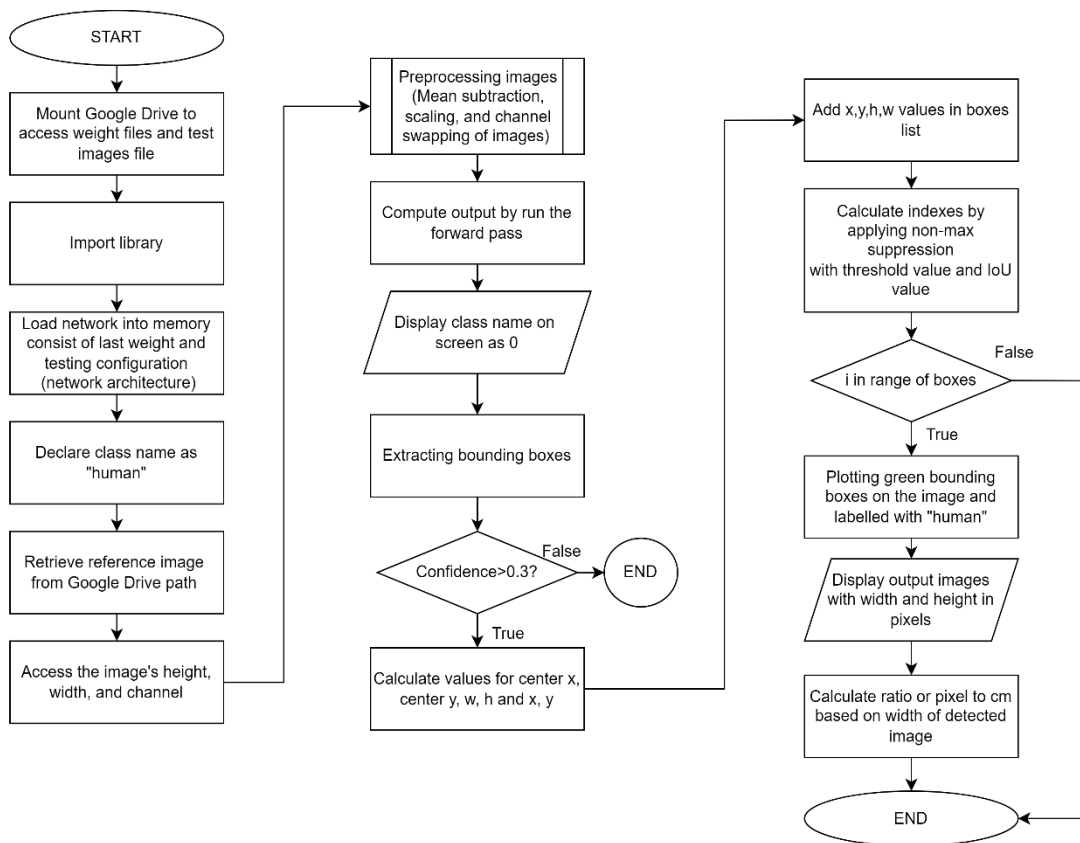 START
Mount Google Drive to
access weight files and test
images file
Import library
Load network into memory
consist of last weight and
testing configuration
(network architecture)
Declare class name as
"human"
Retrieve reference image
from Google Drive path
Access the image's height,
width, and channel
Preprocessing images
(Mean subtraction,
scaling, and channel
swapping of images)
Compute output by run the
forward pass
Display class name on
screen as 0
Extracting bounding boxes
Confidence>0.3?
False
END
True
Calculate values for center x,
center y, w, h and x, y
Add x,y,h,w values in boxes
list
Calculate indexes by
applying non-max
suppression
with threshold value and IoU
value
i in range of boxes
False
True
Plotting green bounding
boxes on the image and
labelled with "human"
Display output images
with width and height in
pixels
Calculate ratio or pixel to cm
based on width of detected
image
END